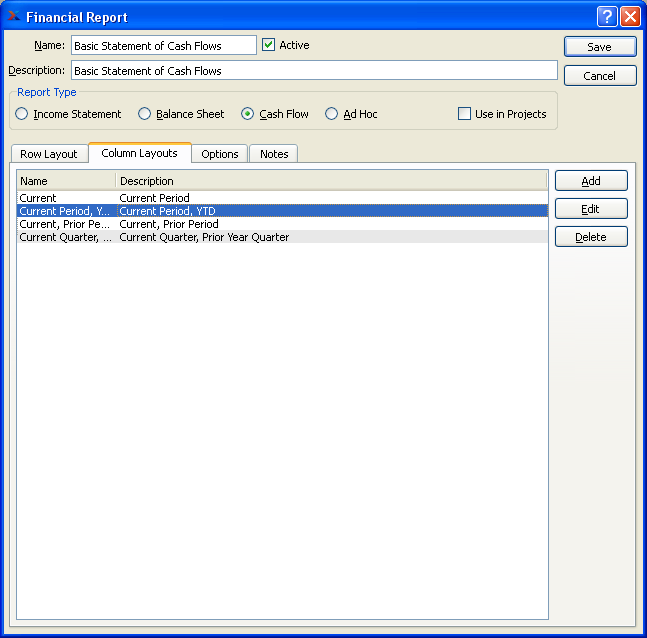 Financial Report
Name: Basic Statement of Cash Flows Active Save
Description: Basic Statement of Cash Flows Cancel
Report Type
Income Statement Balance Sheet Cash Flow Ad Hoc Use in Projects
Row Layout Column Layouts Options Notes
Name Description Add
Current Current Period
Current Period, Y... Current Period, YTD Edit
Current, Prior Pe... Current, Prior Period
Current Quarter, ... Current Quarter, Prior Year Quarter Delete